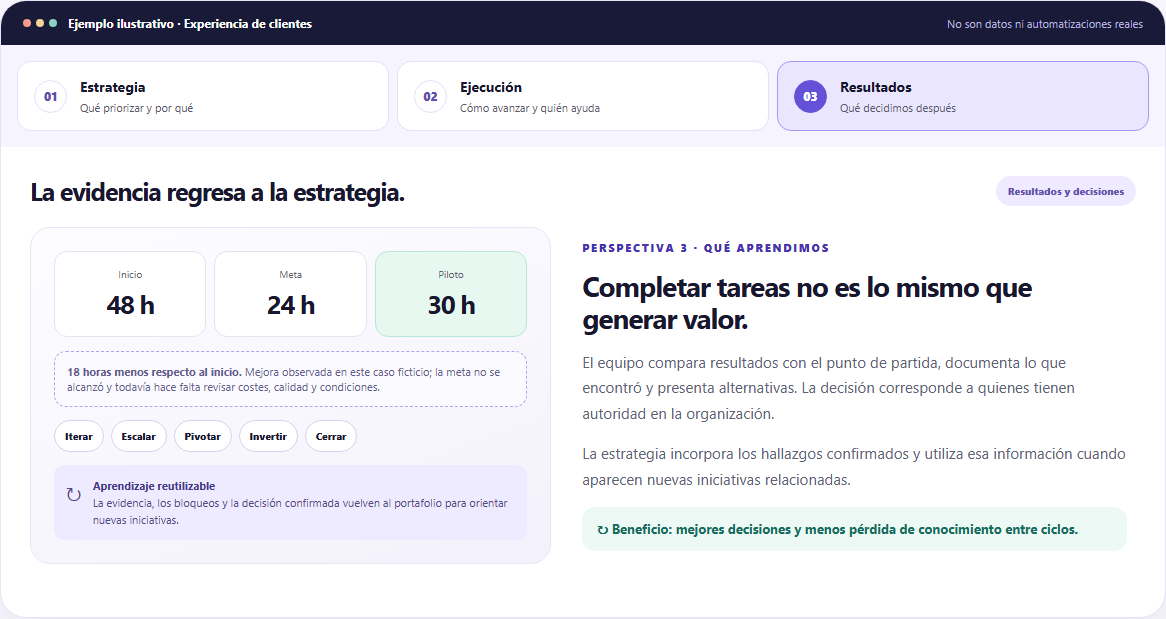 Ejemplo ilustrativo · Experiencia de clientes
No son datos ni automatizaciones reales
01
Estrategia
Qué priorizar y por qué
02
Ejecución
Cómo avanzar y quién ayuda
03
Resultados
Qué decidimos después
La evidencia regresa a la estrategia.
Resultados y decisiones
Inicio
48 h
Meta
24 h
Piloto
30 h
18 horas menos respecto al inicio. Mejora observada en este caso ficticio; la meta no se
alcanzó y todavía hace falta revisar costes, calidad y condiciones.
Iterar
Escalar
Pivotar
Invertir
Cerrar
↻ Aprendizaje reutilizable
La evidencia, los bloqueos y la decisión confirmada vuelven al portafolio para orientar
nuevas iniciativas.
PERSPECTIVA 3 · QUÉ APRENDIMOS
Completar tareas no es lo mismo que
generar valor.
El equipo compara resultados con el punto de partida, documenta lo que
encontró y presenta alternativas. La decisión corresponde a quienes tienen
autoridad en la organización.
La estrategia incorpora los hallazgos confirmados y utiliza esa información cuando
aparecen nuevas iniciativas relacionadas.
↻ Beneficio: mejores decisiones y menos pérdida de conocimiento entre ciclos.